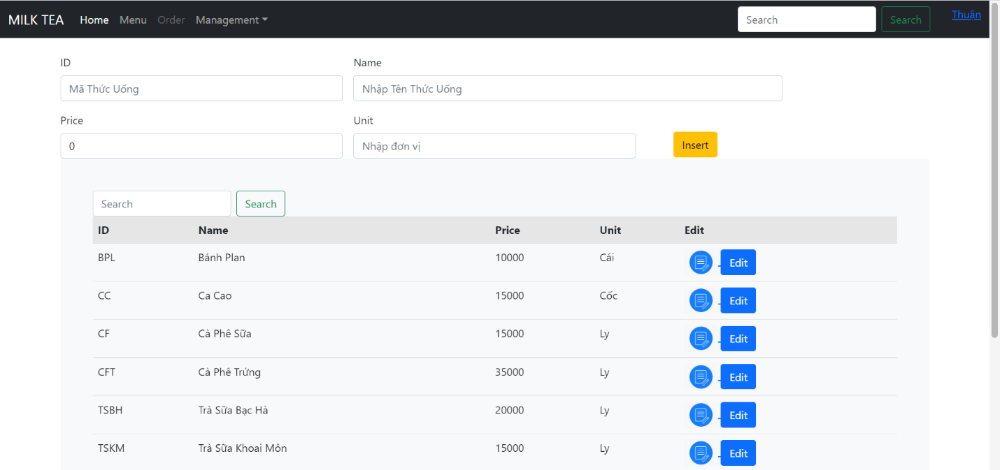 MILK TEA Home Menu Order Management Search Search Thuận
ID Name
Mã Thức Uống Nhập Tên Thức Uống
Price Unit
0 Nhập đơn vị Insert
Search Search
ID Name Price Unit Edit
BPL Bánh Plan 10000 Cái Edit
CC Ca Cao 15000 Cốc Edit
CF Cà Phê Sữa 15000 Ly Edit
CFT Cà Phê Trứng 35000 Ly Edit
TSBH Trà Sữa Bạc Hà 20000 Ly Edit
TSKM Trà Sữa Khoai Môn 15000 Ly Edit